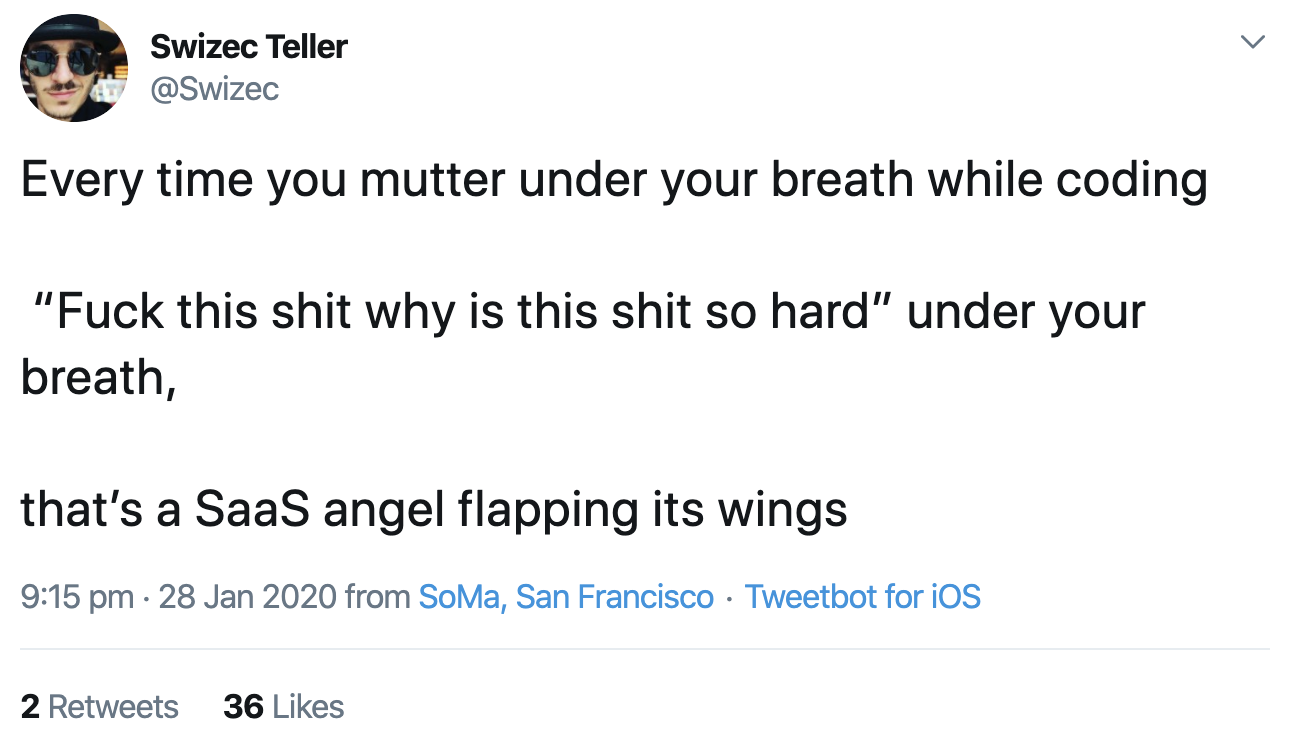 Swizec Teller
@Swizec
Every time you mutter under your breath while coding
“Fuck this shit why is this shit so hard” under your
breath,
that’s a SaaS angel flapping its wings
9:15 pm · 28 Jan 2020 from SoMa, San Francisco · Tweetbot for iOS
2 Retweets 36 Likes